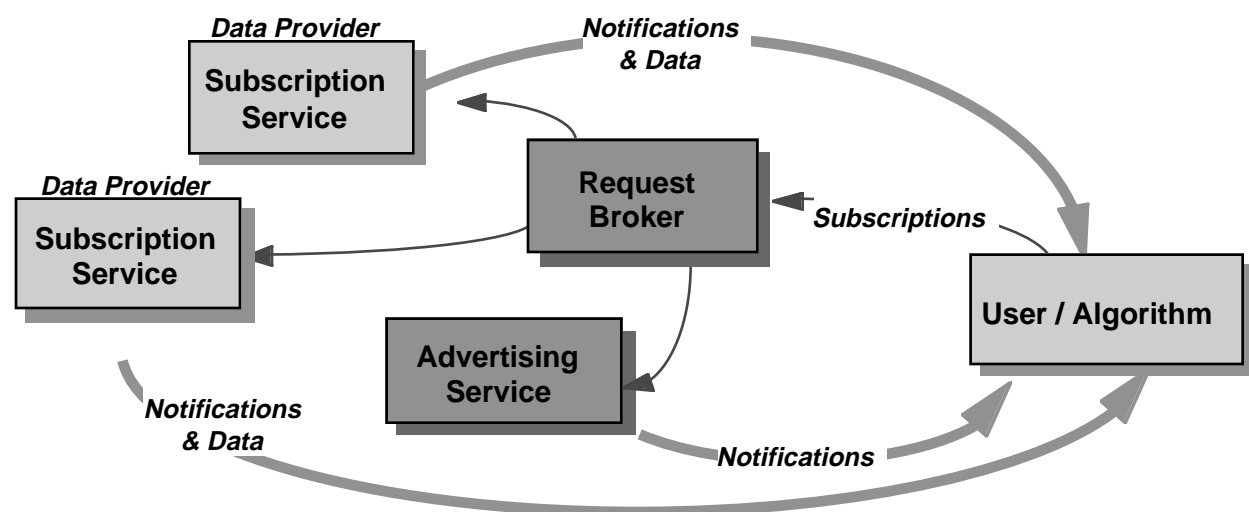 Data Provider
Subscription
Service
Notifications
& Data
Data Provider
Subscription
Service
Request
Broker
Subscriptions
User / Algorithm
Advertising
Service
Notifications
& Data
Notifications